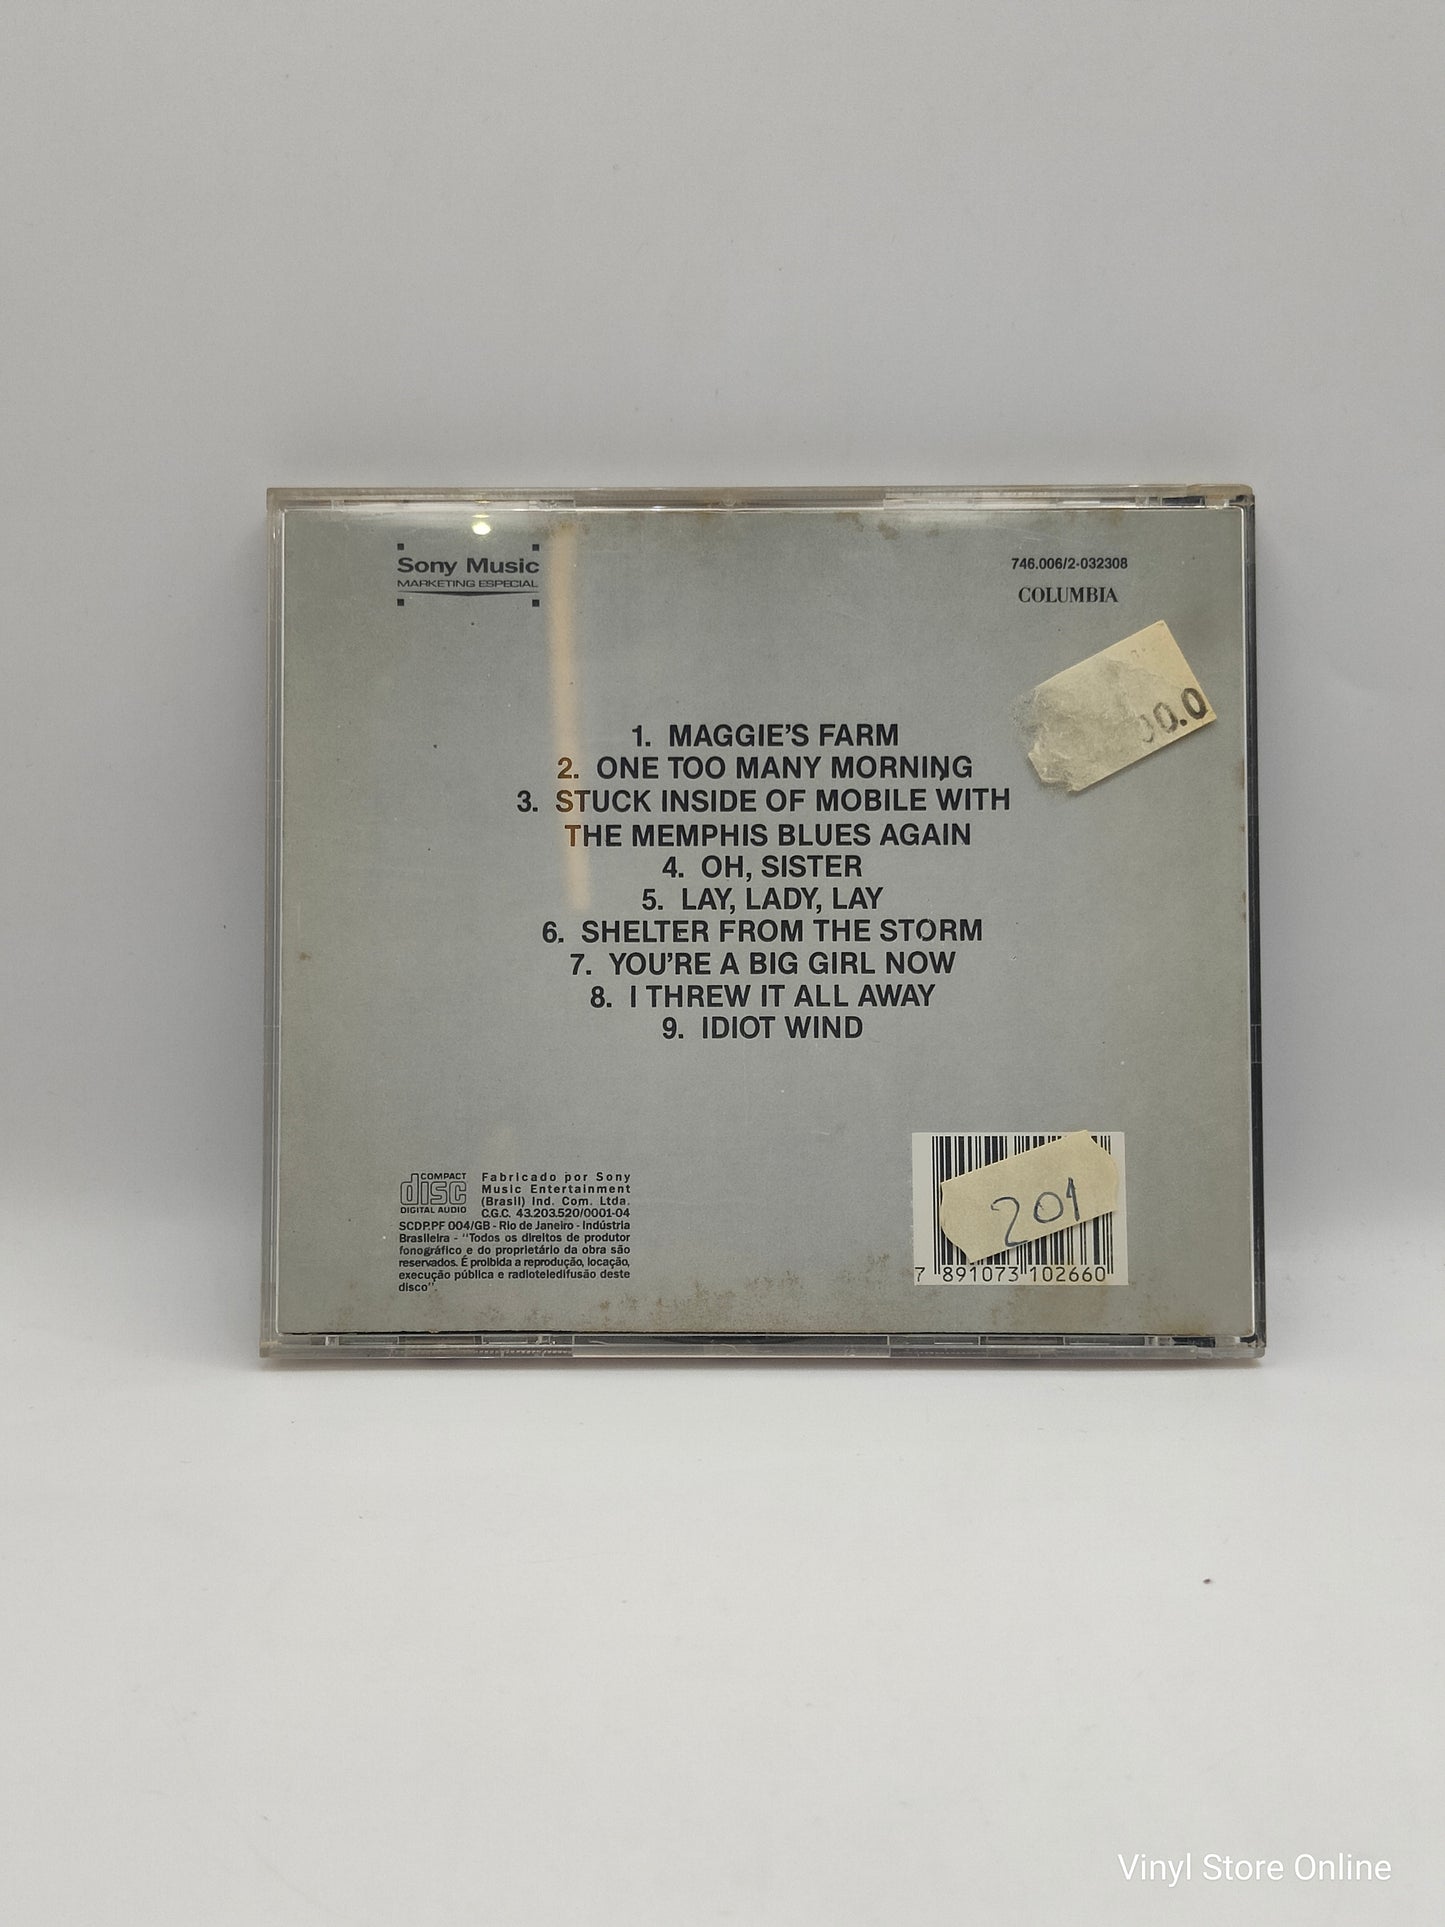 Sony Music
MARKETING ESPECIAL
746.006/2-032308
COLUMBIA
00.0
1. MAGGIE'S FARM
2. ONE TOO MANY MORNING
3. STUCK INSIDE OF MOBILE WITH
THE MEMPHIS BLUES AGAIN
4. OH, SISTER
5. LAY, LADY, LAY
6. SHELTER FROM THE STORM
7. YOU'RE A BIG GIRL NOW
8. I THREW IT ALL AWAY
9. IDIOT WIND
COMPACT
disc
DIGITAL AUDIO
Fabricado por Sony
Music Entertainment
(Brasil) Ind. Com. Ltda.
C.G.C. 43.203.520/0001-04
SCDP.PF 004/GB - Rio de Janeiro - Indústria
Brasileira - "Todos os direitos de produtor
fonográfico e do proprietário da obra são
reservados. É proibida a reprodução, locação,
execução pública e radioteledifusão deste
disco".
201
7 891073 102660
Vinyl Store Online